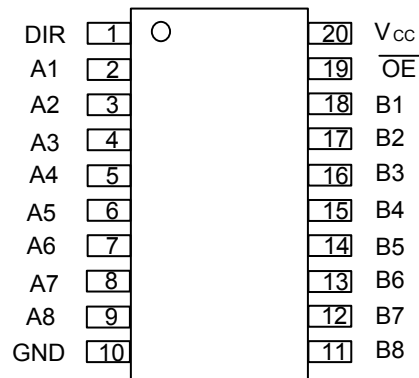 DIR 1 20 VCC
A1 2 19 OE
A2 3 18 B1
A3 4 17 B2
A4 5 16 B3
A5 6 15 B4
A6 7 14 B5
A7 8 13 B6
A8 9 12 B7
GND 10 11 B8